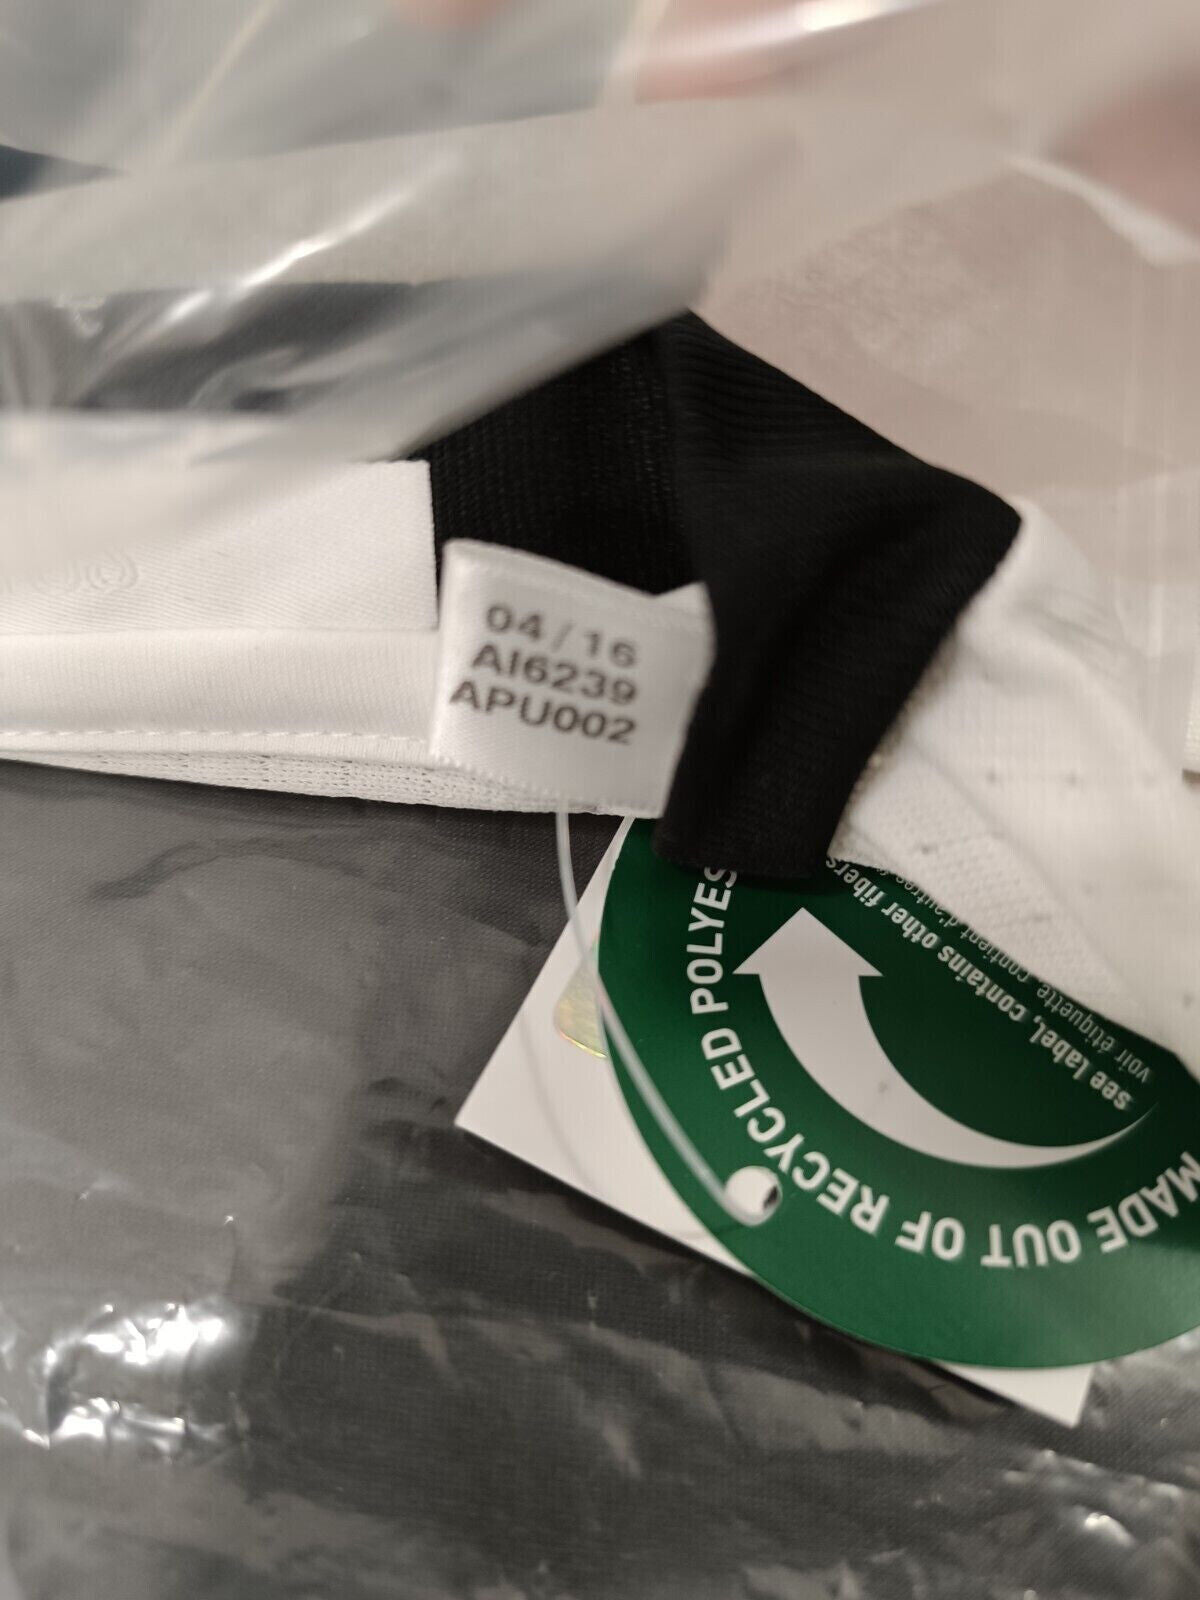 04/16
AI6239
APU002
MADE OUT OF RECYCLED POLYES
see label, contains other fibers
voir étiquette, contient d'autres